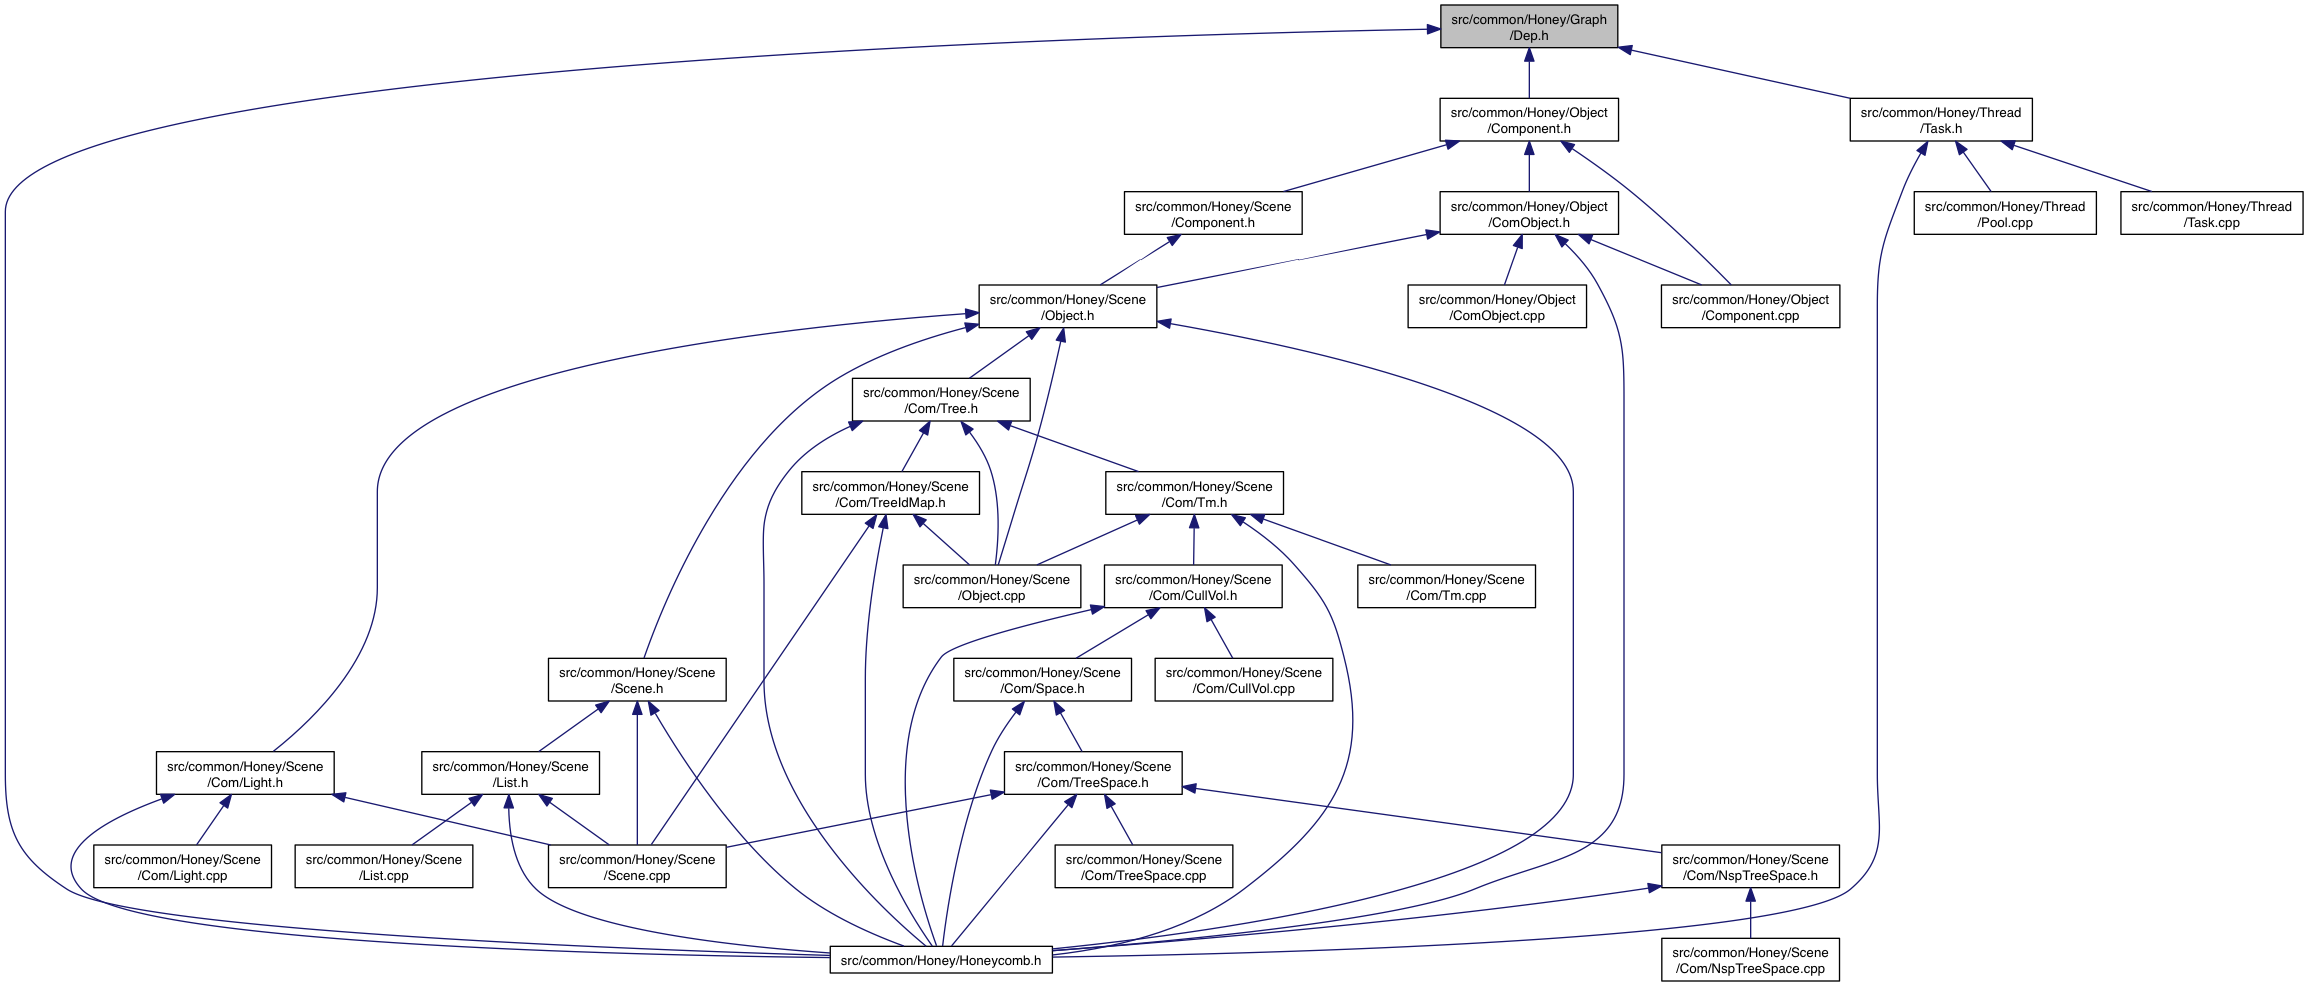 src/common/Honey/Graph
/Dep.h
src/common/Honey/Object
/Component.h
src/common/Honey/Thread
/Task.h
src/common/Honey/Scene
/Component.h
src/common/Honey/Object
/ComObject.h
src/common/Honey/Thread
/Pool.cpp
src/common/Honey/Thread
/Task.cpp
src/common/Honey/Scene
/Object.h
src/common/Honey/Object
/ComObject.cpp
src/common/Honey/Object
/Component.cpp
src/common/Honey/Scene
/Com/Tree.h
src/common/Honey/Scene
/Com/TreeIdMap.h
src/common/Honey/Scene
/Com/Tm.h
src/common/Honey/Scene
/Object.cpp
src/common/Honey/Scene
/Com/CullVol.h
src/common/Honey/Scene
/Com/Tm.cpp
src/common/Honey/Scene
/Scene.h
src/common/Honey/Scene
/Com/Space.h
src/common/Honey/Scene
/Com/CullVol.cpp
src/common/Honey/Scene
/Com/Light.h
src/common/Honey/Scene
/List.h
src/common/Honey/Scene
/Com/TreeSpace.h
src/common/Honey/Scene
/Com/Light.cpp
src/common/Honey/Scene
/List.cpp
src/common/Honey/Scene
/Scene.cpp
src/common/Honey/Scene
/Com/TreeSpace.cpp
src/common/Honey/Scene
/Com/NspTreeSpace.h
src/common/Honey/Honeycomb.h
src/common/Honey/Scene
/Com/NspTreeSpace.cpp